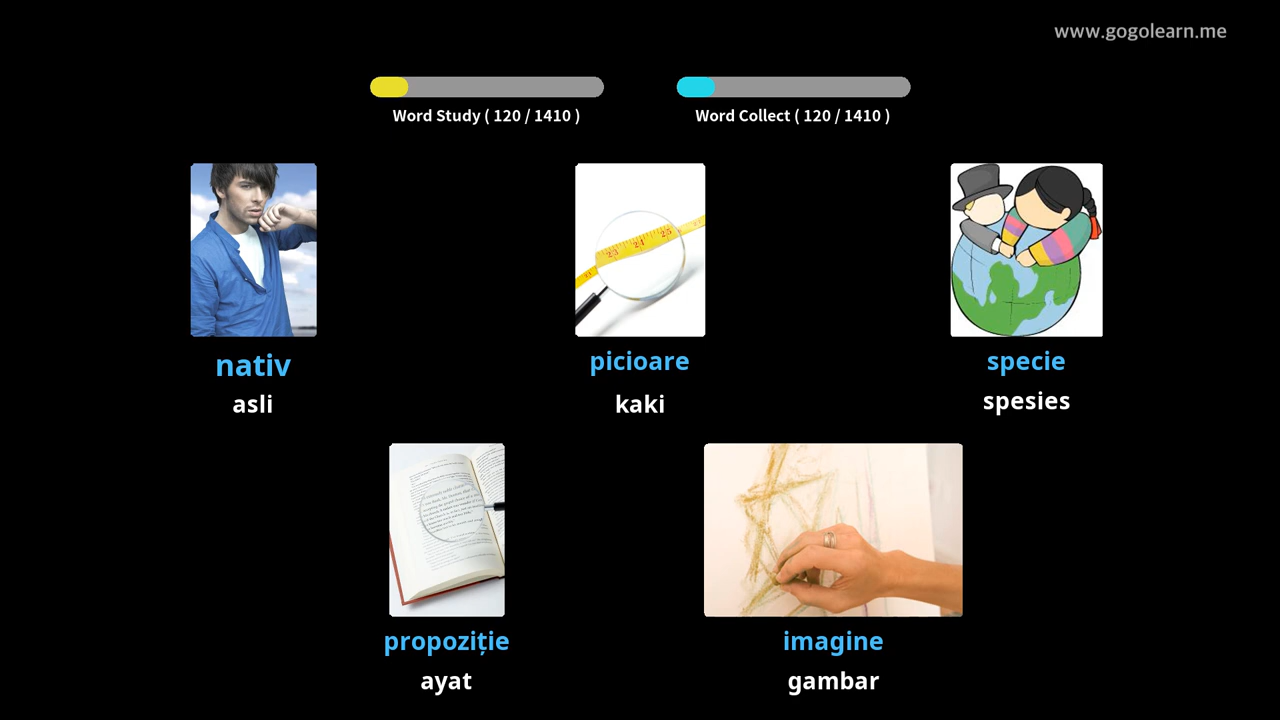 www.gogolearn.me
Word Study ( 120 / 1410 )
Word Collect ( 120 / 1410 )
nativ
asli
picioare
kaki
specie
spesies
propoziție
ayat
imagine
gambar